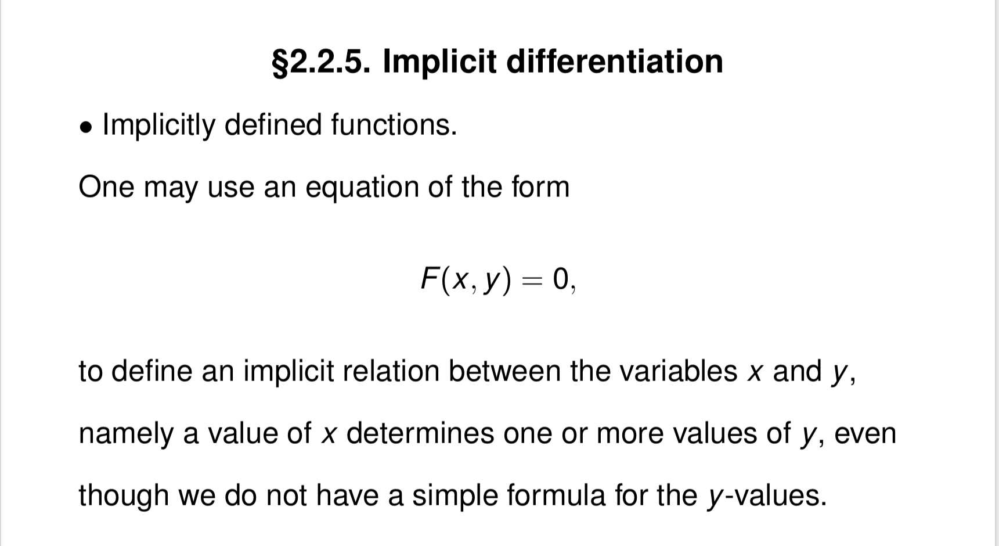 §2.2.5. Implicit differentiation
• Implicitly defined functions.
One may use an equation of the form
F(x, y) = 0,
to define an implicit relation between the variables x and y,
namely a value of x determines one or more values of y, even
though we do not have a simple formula for the y-values.